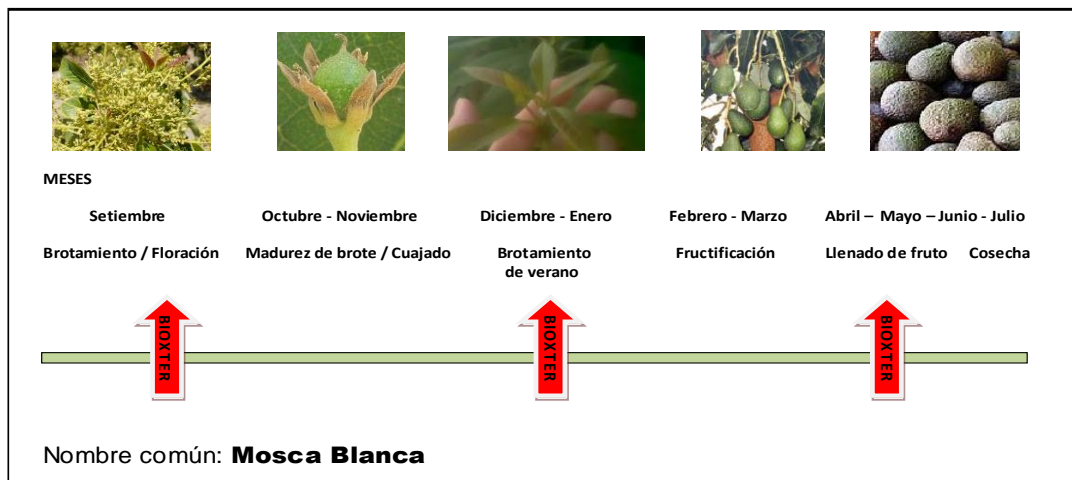 MESES
Setiembre
Octubre - Noviembre
Diciembre - Enero
Febrero - Marzo
Abril – Mayo – Junio - Julio
Brotamiento / Floración
Madurez de brote / Cuajado
Brotamiento
de verano
Fructificación
Llenado de fruto
Cosecha
BIOXTER
BIOXTER
BIOXTER
Nombre común: Mosca Blanca